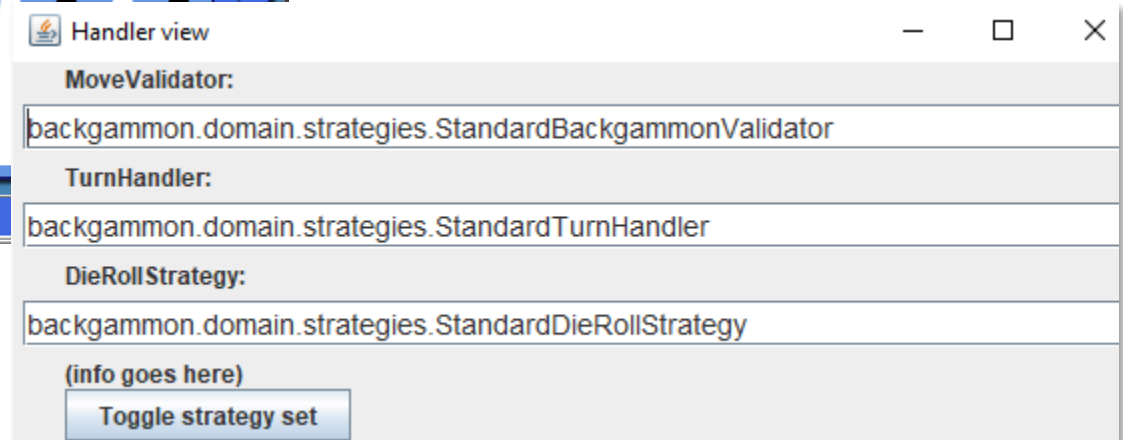 Handler view
MoveValidator:
backgammon.domain.strategies.StandardBackgammonValidator
TurnHandler:
backgammon.domain.strategies.StandardTurnHandler
DieRollStrategy:
backgammon.domain.strategies.StandardDieRollStrategy
(info goes here)
Toggle strategy set